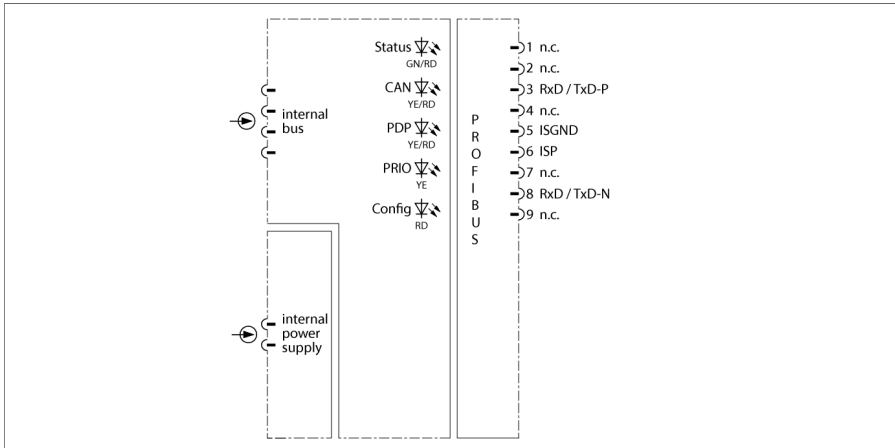 Status
GN/RD
CAN
YE/RD
PDP
YE/RD
PRIO
YE
Config
RD
internal
bus
internal
power
supply
PROFIBUS
1 n.c.
2 n.c.
3 RxD / TxD-P
4 n.c.
5 ISGND
6 ISP
7 n.c.
8 RxD / TxD-N
9 n.c.